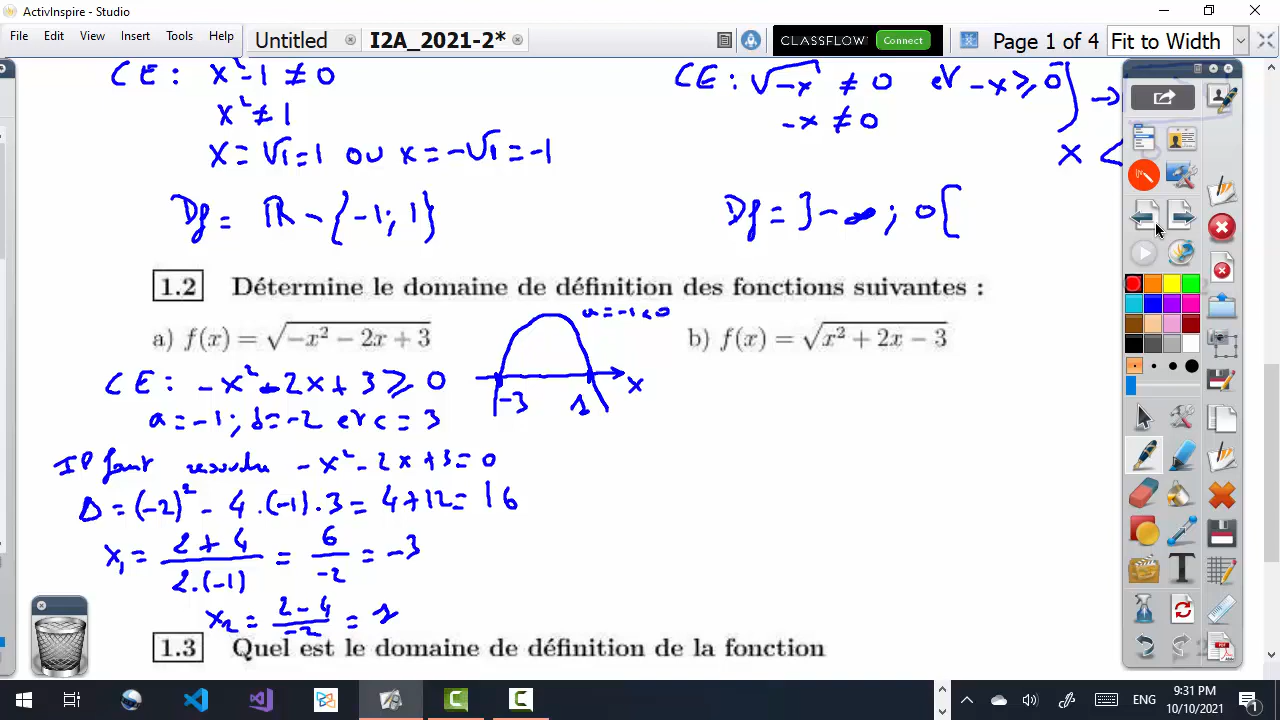 ActivInspire - Studio
File Edit View Insert Tools Help
Untitled
I2A_2021-2*
CLASSFLOW Connect
Page 1 of 4
Fit to Width
CE : x² - 1 ≠ 0
x² ≠ 1
x = √1 = 1 ou x = -√1 = -1
Df = ℝ - {-1 ; 1}
CE : √-x ≠ 0 et -x ≥ 0 ] →
-x ≠ 0
x <
Df = ]-∞ ; 0[
1.2 Détermine le domaine de définition des fonctions suivantes :
a) f(x) = √(-x² - 2x + 3)
a = -1 < 0
CE : -x² - 2x + 3 ≥ 0
-3 1 x
a = -1 ; b = -2 et c = 3
Il faut resoudre -x² - 2x + 3 = 0
Δ = (-2)² - 4 . (-1) . 3 = 4 + 12 = 16
x₁ = (2 + 4)/(2.(-1)) = 6/-2 = -3
x₂ = (2 - 4)/-2 = 1
b) f(x) = √(x² + 2x - 3)
1.3 Quel est le domaine de définition de la fonction
ENG
9:31 PM
10/10/2021